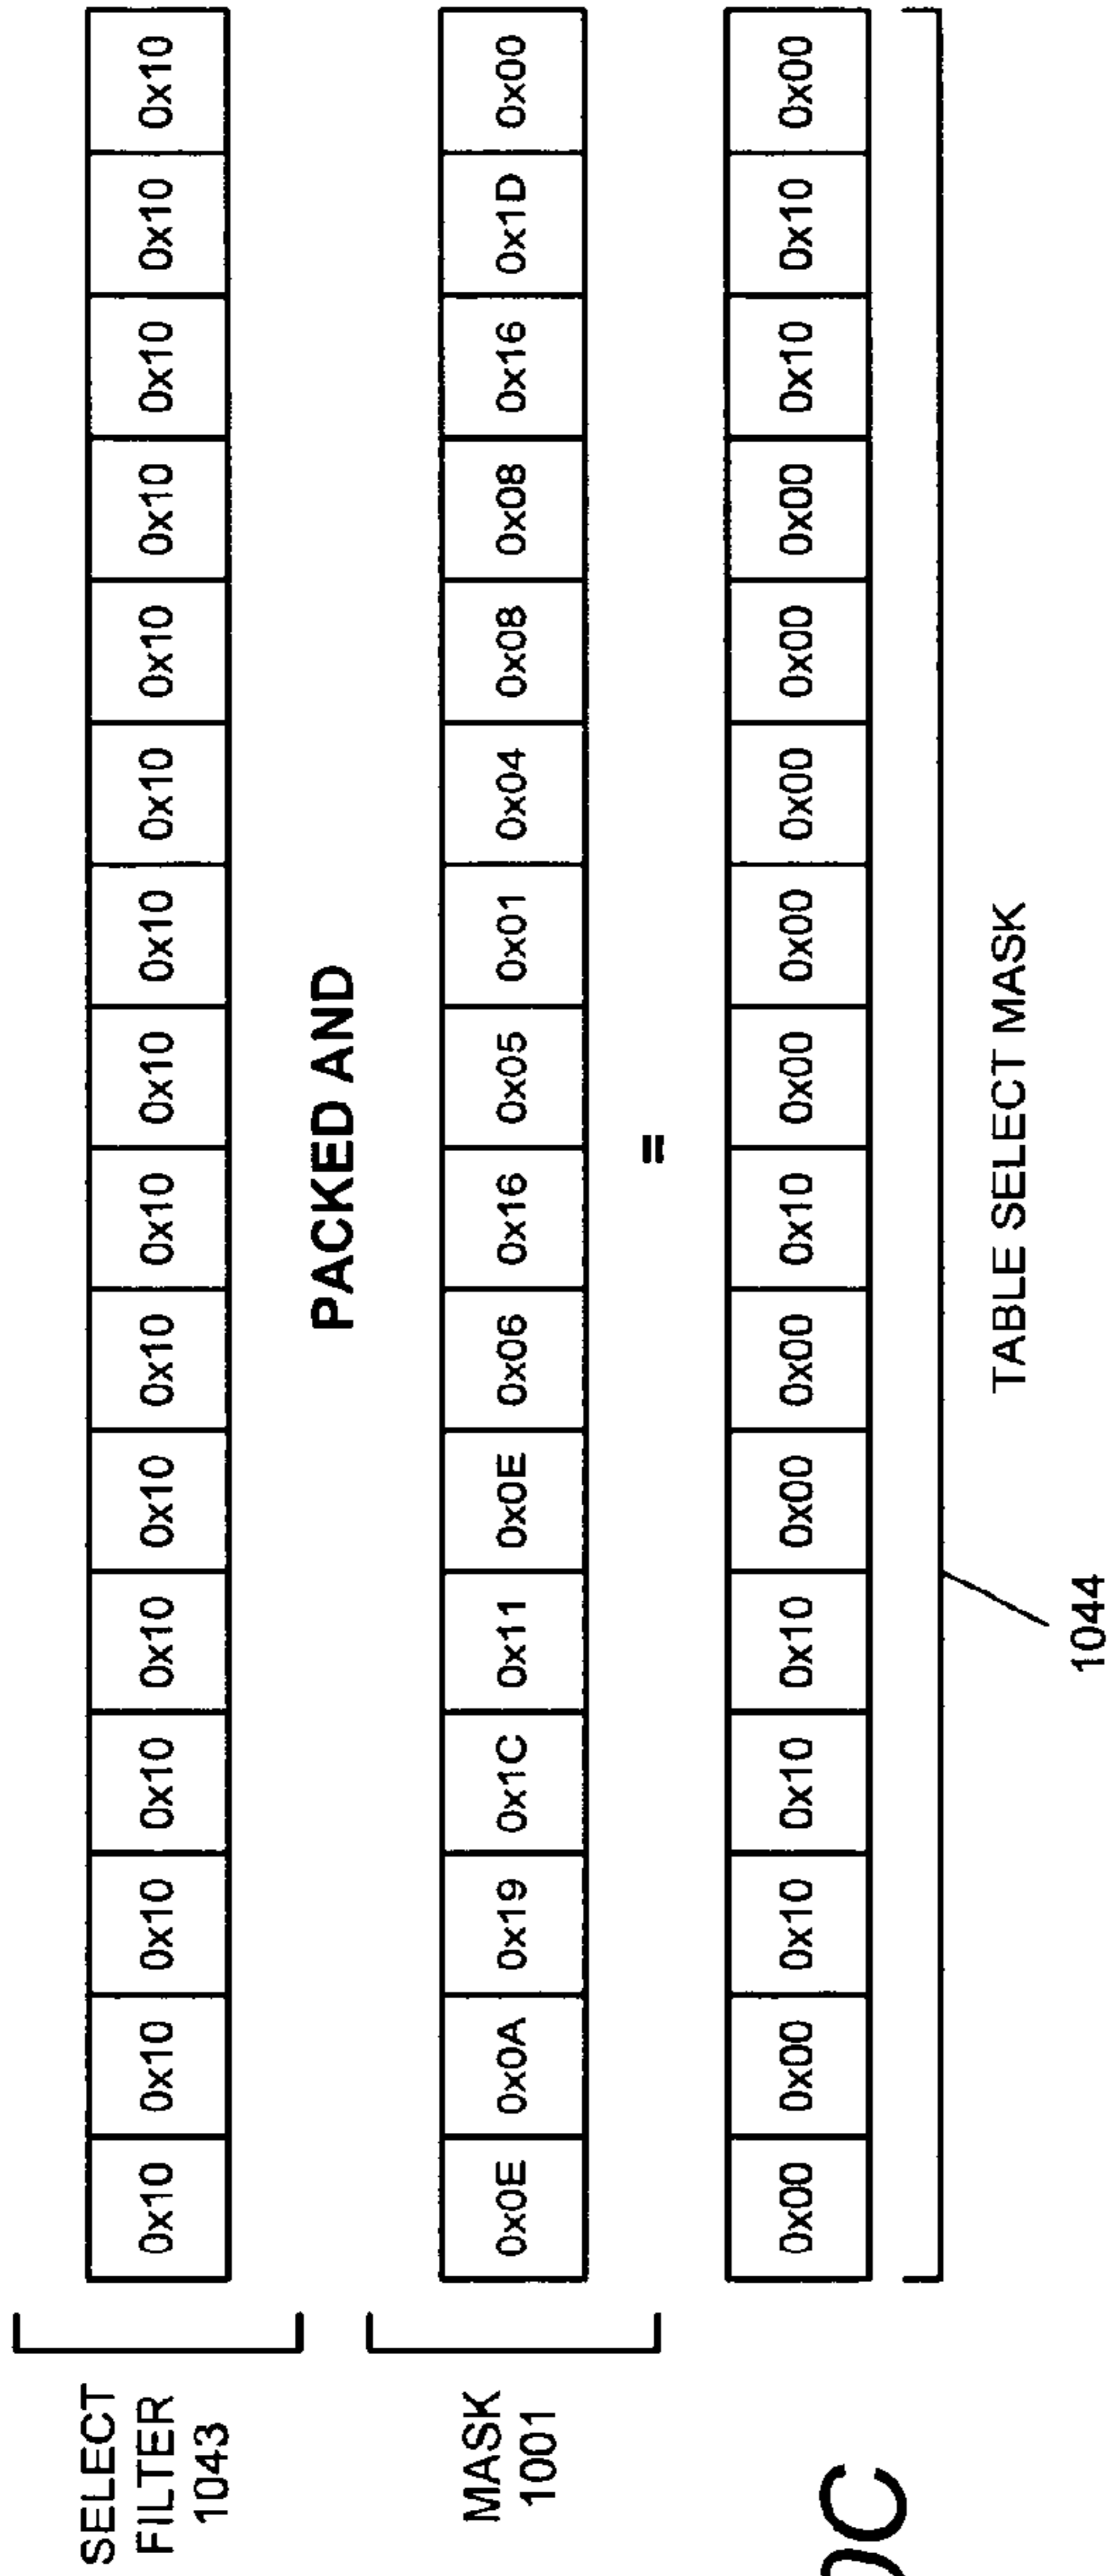 SELECT
FILTER
1043
0x10 0x10 0x10 0x10 0x10 0x10 0x10 0x10 0x10 0x10 0x10 0x10 0x10 0x10 0x10 0x10
PACKED AND
MASK
1001
0x0E 0x0A 0x19 0x1C 0x11 0x0E 0x06 0x16 0x05 0x01 0x04 0x08 0x08 0x16 0x1D 0x00
=
0x00 0x00 0x10 0x10 0x10 0x00 0x00 0x10 0x00 0x00 0x00 0x00 0x00 0x10 0x10 0x00
TABLE SELECT MASK
1044